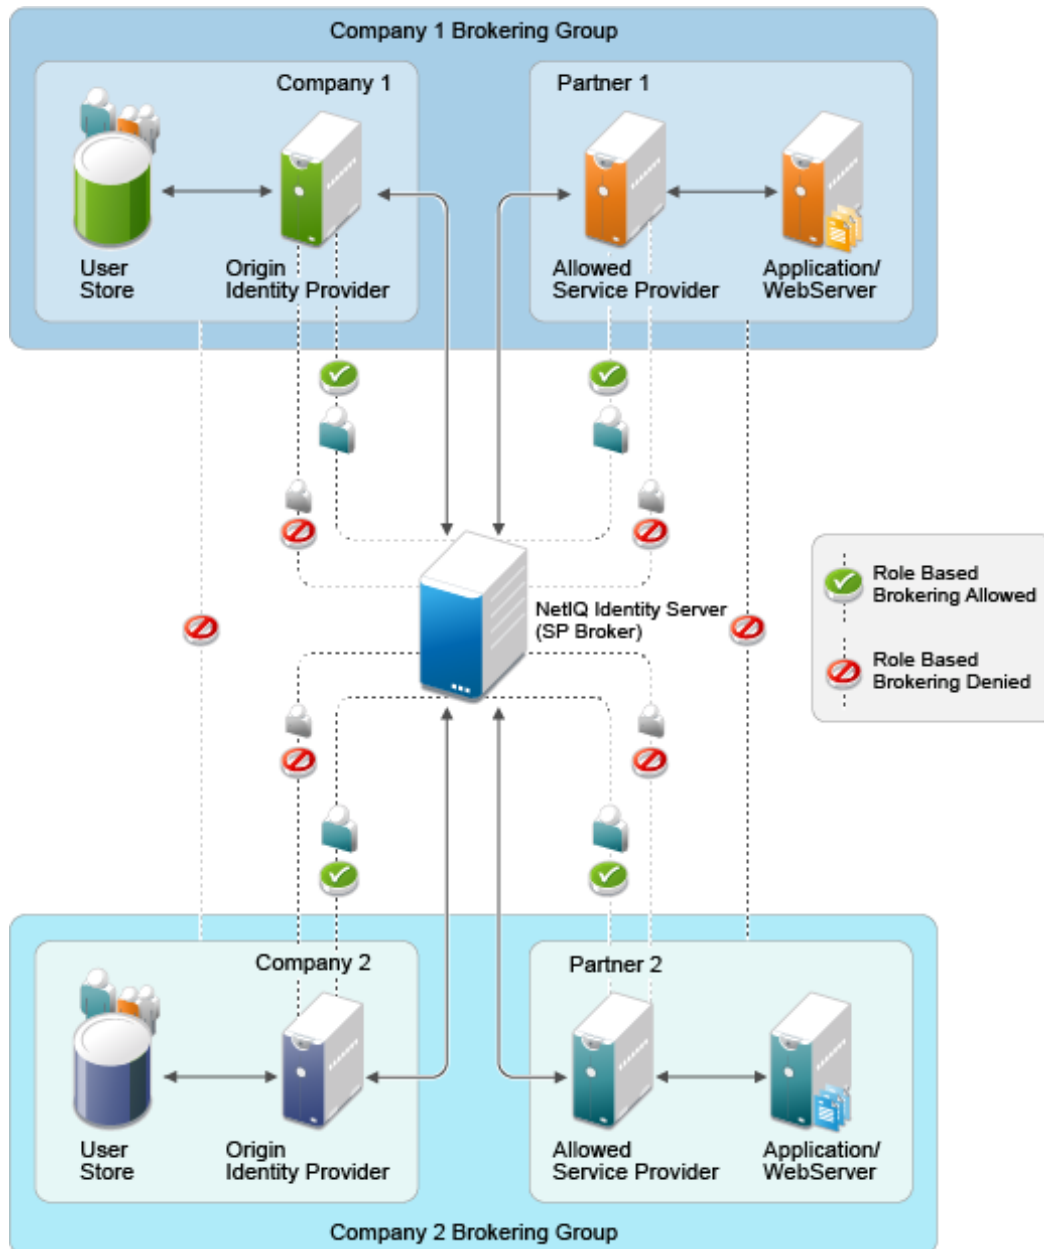 Company 1 Brokering Group
Company 1
Partner 1
User
Store
Origin
Identity Provider
Allowed
Service Provider
Application/
WebServer
NetIQ Identity Server
(SP Broker)
Role Based
Brokering Allowed
Role Based
Brokering Denied
Company 2
Partner 2
User
Store
Origin
Identity Provider
Allowed
Service Provider
Application/
WebServer
Company 2 Brokering Group